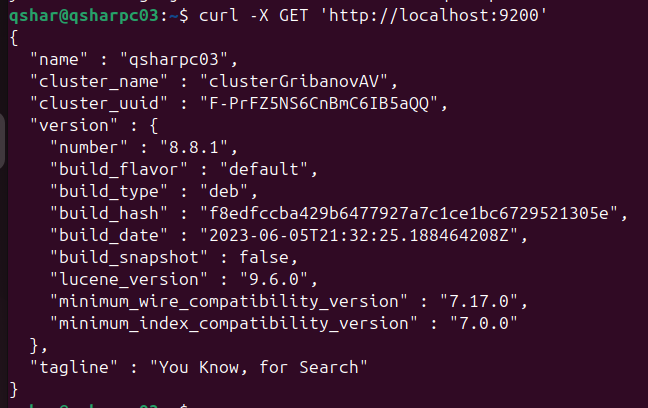 qshar@qsharpc03:~$ curl -X GET 'http://localhost:9200'
{
  "name" : "qsharpc03",
  "cluster_name" : "clusterGribanovAV",
  "cluster_uuid" : "F-PrFZ5NS6CnBmC6IB5aQQ",
  "version" : {
    "number" : "8.8.1",
    "build_flavor" : "default",
    "build_type" : "deb",
    "build_hash" : "f8edfccba429b6477927a7c1ce1bc6729521305e",
    "build_date" : "2023-06-05T21:32:25.188464208Z",
    "build_snapshot" : false,
    "lucene_version" : "9.6.0",
    "minimum_wire_compatibility_version" : "7.17.0",
    "minimum_index_compatibility_version" : "7.0.0"
  },
  "tagline" : "You Know, for Search"
}